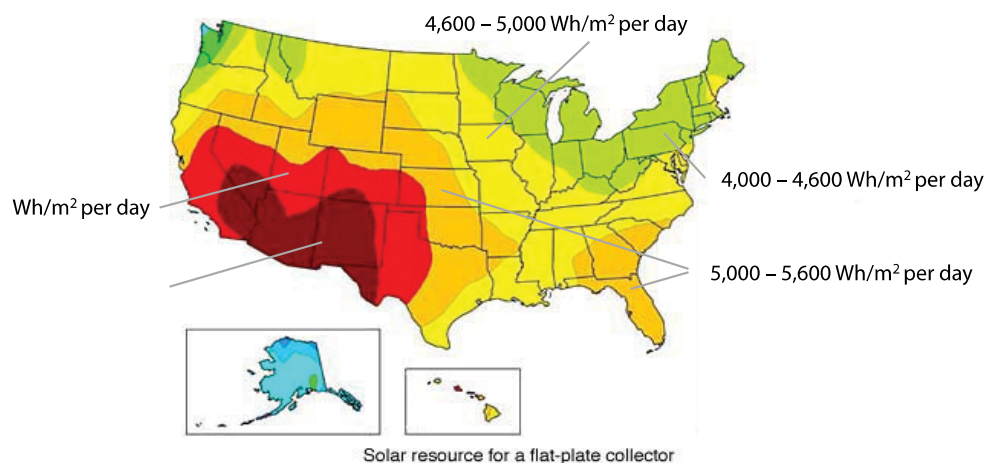 4,600 – 5,000 Wh/m² per day
4,000 – 4,600 Wh/m² per day
Wh/m² per day
5,000 – 5,600 Wh/m² per day
Solar resource for a flat-plate collector